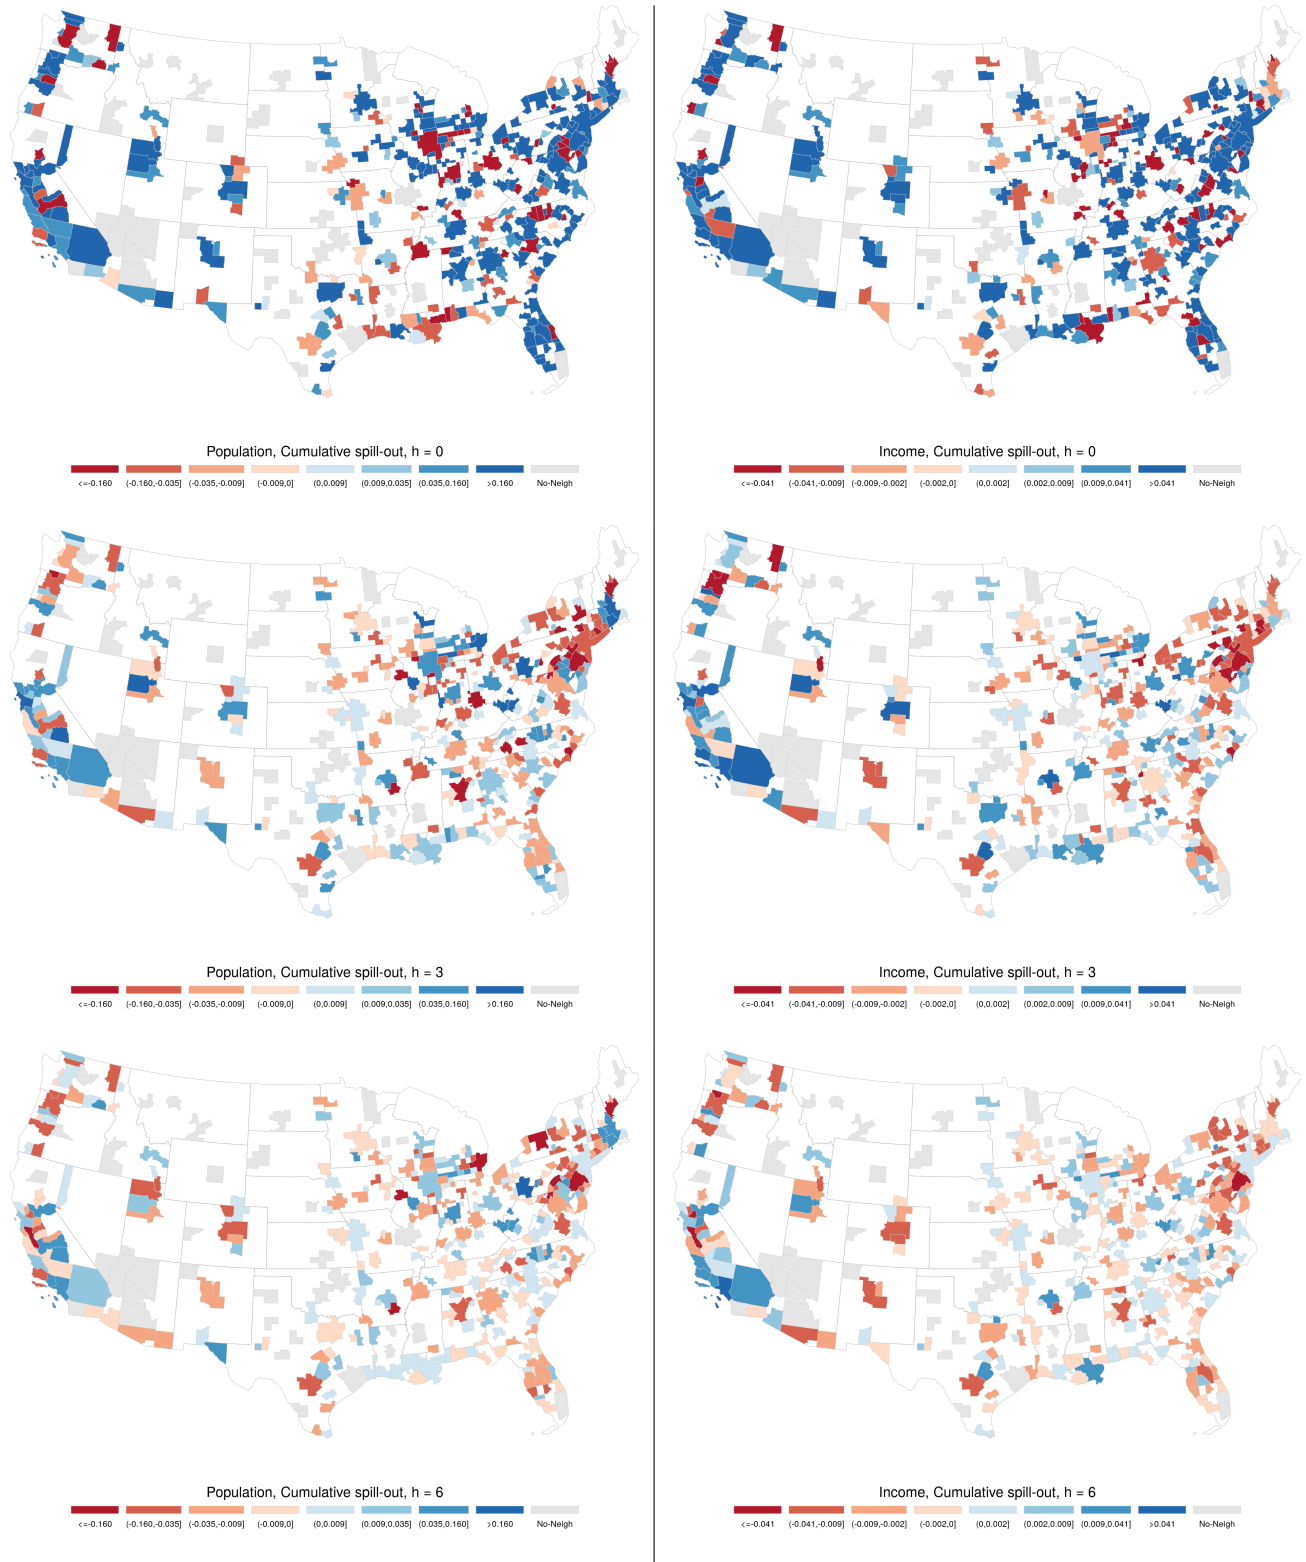 Population, Cumulative spill-out, h = 0
<=-0.160 (-0.160,-0.035] (-0.035,-0.009] (-0.009,0] (0,0.009] (0.009,0.035] (0.035,0.160] >0.160 No-Neigh
Income, Cumulative spill-out, h = 0
<=-0.041 (-0.041,-0.009] (-0.009,-0.002] (-0.002,0] (0,0.002] (0.002,0.009] (0.009,0.041] >0.041 No-Neigh
Population, Cumulative spill-out, h = 3
<=-0.160 (-0.160,-0.035] (-0.035,-0.009] (-0.009,0] (0,0.009] (0.009,0.035] (0.035,0.160] >0.160 No-Neigh
Income, Cumulative spill-out, h = 3
<=-0.041 (-0.041,-0.009] (-0.009,-0.002] (-0.002,0] (0,0.002] (0.002,0.009] (0.009,0.041] >0.041 No-Neigh
Population, Cumulative spill-out, h = 6
<=-0.160 (-0.160,-0.035] (-0.035,-0.009] (-0.009,0] (0,0.009] (0.009,0.035] (0.035,0.160] >0.160 No-Neigh
Income, Cumulative spill-out, h = 6
<=-0.041 (-0.041,-0.009] (-0.009,-0.002] (-0.002,0] (0,0.002] (0.002,0.009] (0.009,0.041] >0.041 No-Neigh